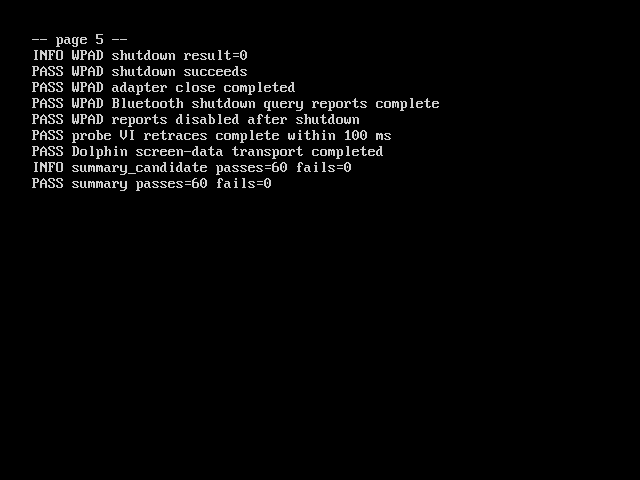 -- page 5 --
INFO WPAD shutdown result=0
PASS WPAD shutdown succeeds
PASS WPAD adapter close completed
PASS WPAD Bluetooth shutdown query reports complete
PASS WPAD reports disabled after shutdown
PASS probe VI retraces complete within 100 ms
PASS Dolphin screen-data transport completed
INFO summary_candidate passes=60 fails=0
PASS summary passes=60 fails=0